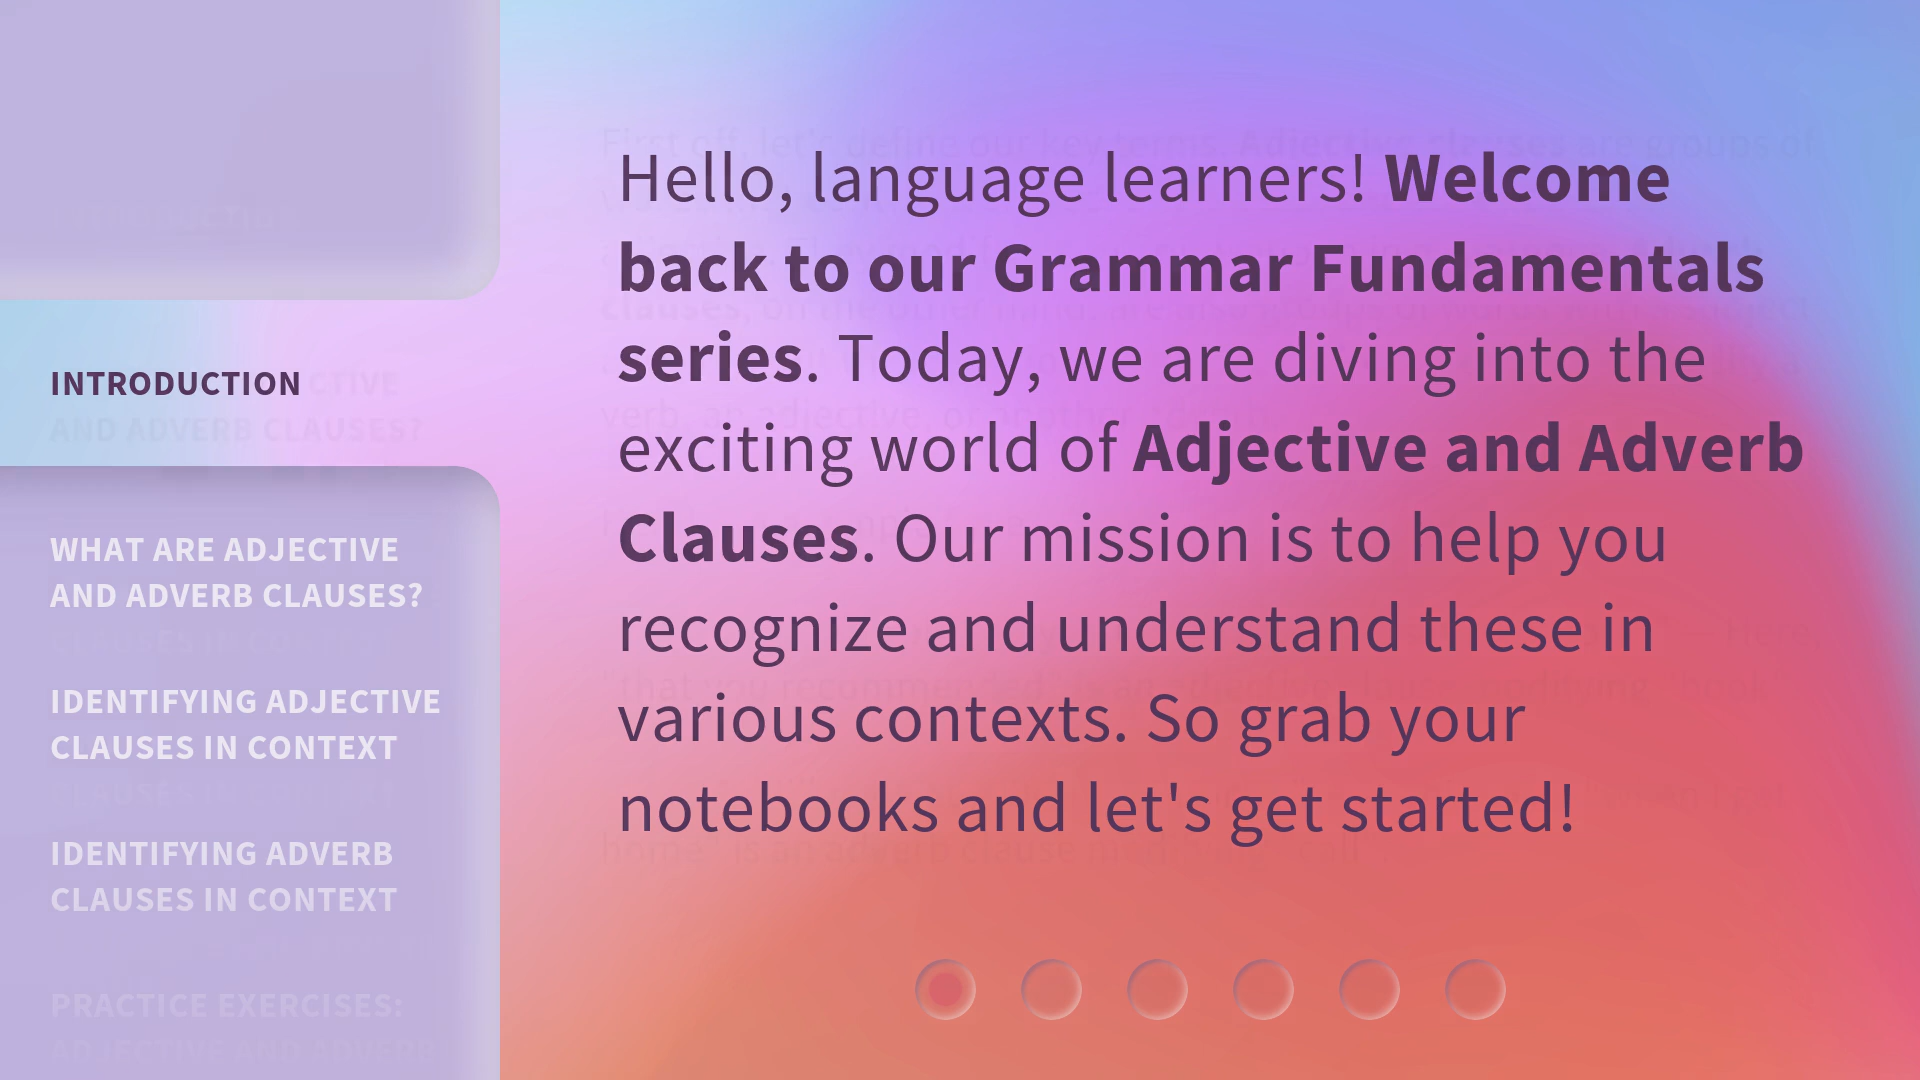 INTRODUCTION
WHAT ARE ADJECTIVE
AND ADVERB CLAUSES?
IDENTIFYING ADJECTIVE
CLAUSES IN CONTEXT
IDENTIFYING ADVERB
CLAUSES IN CONTEXT
PRACTICE EXERCISES:
ADJECTIVE AND ADVERB
Hello, language learners! Welcome
back to our Grammar Fundamentals
series. Today, we are diving into the
exciting world of Adjective and Adverb
Clauses. Our mission is to help you
recognize and understand these in
various contexts. So grab your
notebooks and let's get started!